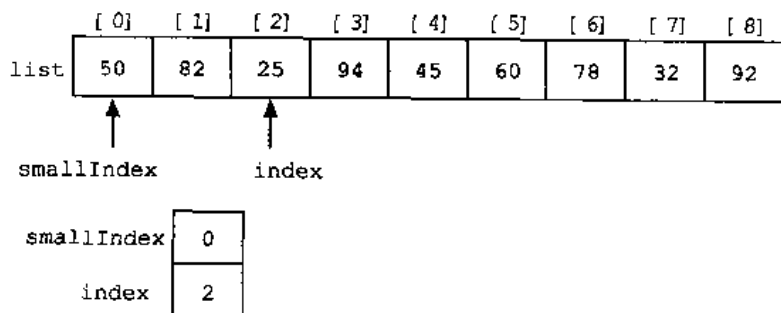 [ 0] [ 1] [ 2] [ 3] [ 4] [ 5] [ 6] [ 7] [ 8]
list 50 82 25 94 45 60 78 32 92
smallIndex index
smallIndex 0
index 2